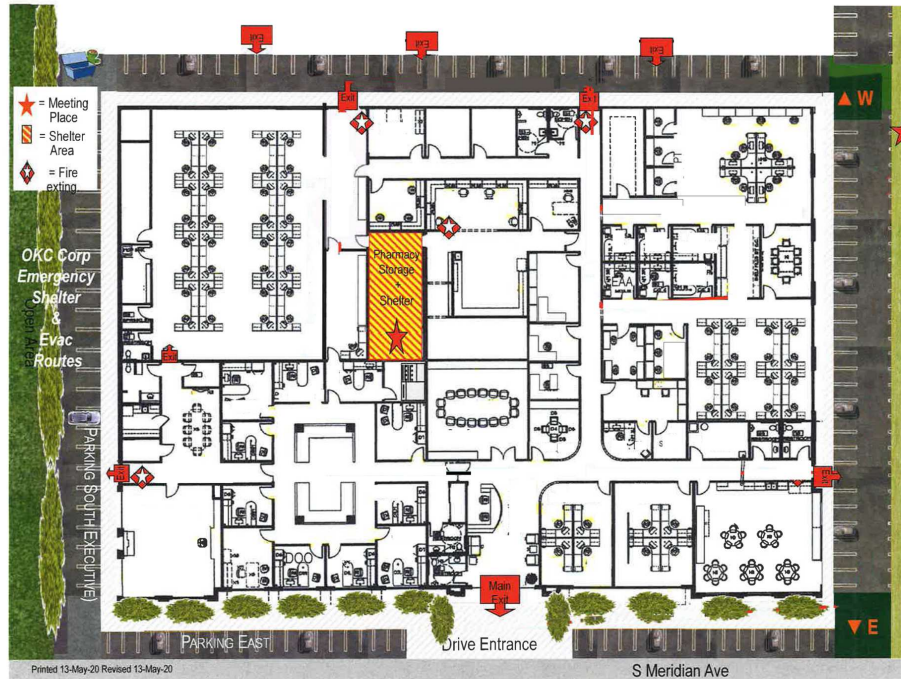 Exit
Exit
Exit
Exit
Exit
W
= Meeting
Place
= Shelter
Area
= Fire
exting.
OKC Corp
Emergency
Shelter
&
Evac
Routes
Open Area
Pharmacy
Storage
+
Shelter
EAA
Exit
PARKING SOUTH EXECUTIVE)
Exit
Exit
Main
Exit
E
PARKING EAST
Drive Entrance
Printed 13-May-20 Revised 13-May-20
S Meridian Ave